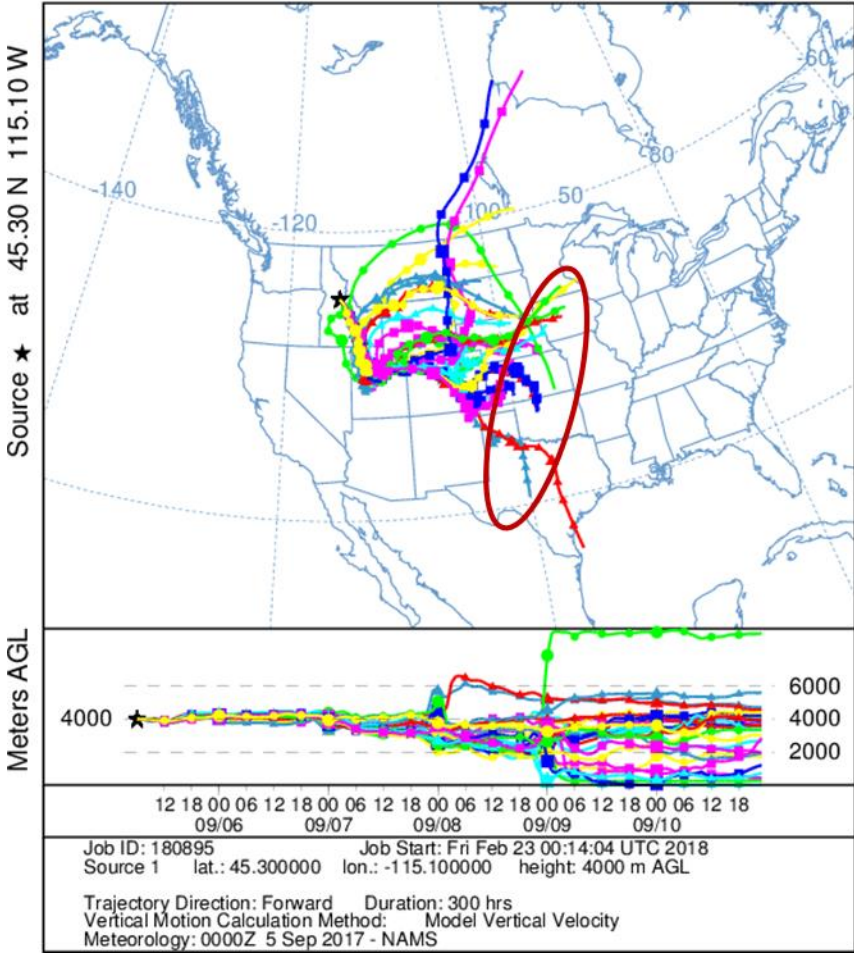 Source ★ at 45.30 N 115.10 W
-60
-80
-140
-120
100
50
30
Meters AGL
6000
4000 4000
2000
12 18 00 06 12 18 00 06 12 18 00 06 12 18 00 06 12 18 00 06 12 18
09/06 09/07 09/08 09/09 09/10
Job ID: 180895 Job Start: Fri Feb 23 00:14:04 UTC 2018
Source 1 lat.: 45.300000 lon.: -115.100000 height: 4000 m AGL
Trajectory Direction: Forward Duration: 300 hrs
Vertical Motion Calculation Method: Model Vertical Velocity
Meteorology: 0000Z 5 Sep 2017 - NAMS